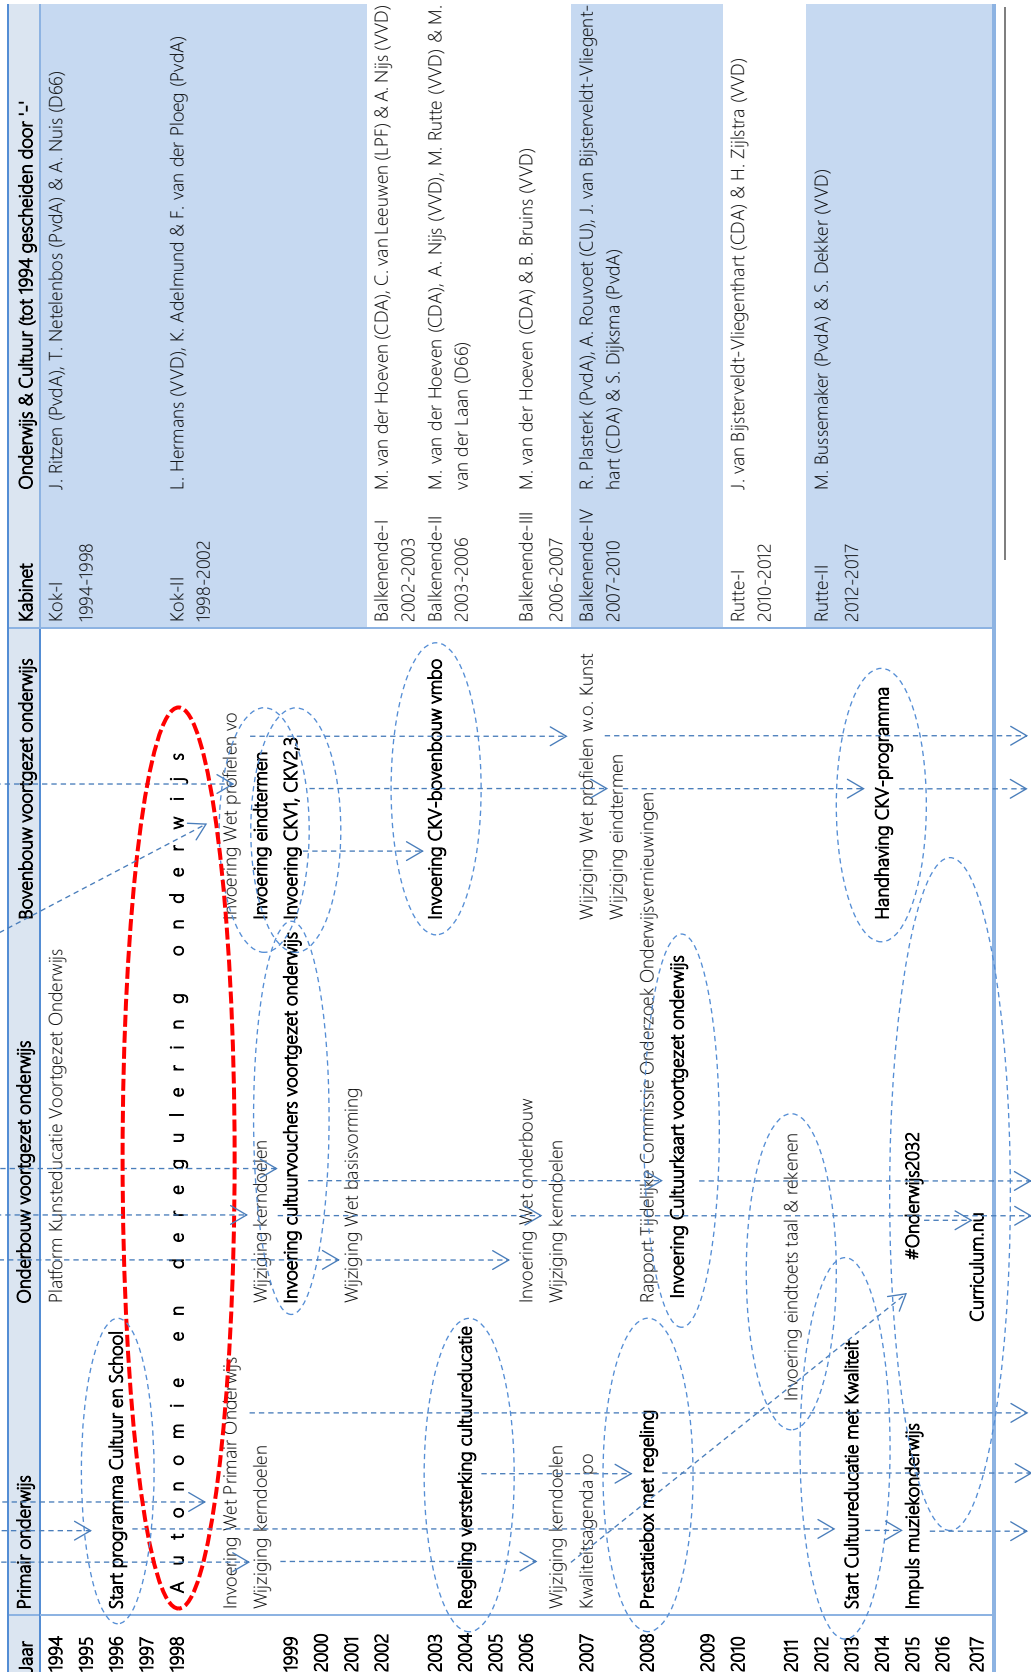 Jaar Primair onderwijs Onderbouw voortgezet onderwijs Bovenbouw voortgezet onderwijs Kabinet Onderwijs & Cultuur (tot 1994 gescheiden door '-'
1994 Platform Kunsteducatie Voortgezet Onderwijs Kok-I J. Ritzen (PvdA), T. Netelenbos (PvdA) & A. Nuis (D66)
1995 1994-1998
1996 Start programma Cultuur en School
1997
1998 Autonomie en deregulering onderwijs Kok-II L. Hermans (VVD), K. Adelmund & F. van der Ploeg (PvdA)
1998-2002
Invoering Wet Primair Onderwijs Invoering Wet profielen vo
Wijziging kerndoelen Wijziging kerndoelen Invoering eindtermen
1999 Invoering cultuurvouchers voortgezet onderwijs Invoering CKV1, CKV2,3
2000
2001 Wijziging Wet basisvorming
2002 Balkenende-I M. van der Hoeven (CDA), C. van Leeuwen (LPF) & A. Nijs (VVD)
2002-2003
2003 Invoering CKV-bovenbouw vmbo Balkenende-II M. van der Hoeven (CDA), A. Nijs (VVD), M. Rutte (VVD) & M.
2004 Regeling versterking cultuureducatie 2003-2006 van der Laan (D66)
2005
2006 Invoering Wet onderbouw Balkenende-III M. van der Hoeven (CDA) & B. Bruins (VVD)
Wijziging kerndoelen Wijziging kerndoelen 2006-2007
2007 Kwaliteitsagenda po Wijziging Wet profielen w.o. Kunst Balkenende-IV R. Plasterk (PvdA), A. Rouvoet (CU), J. van Bijsterveldt-Vliegent-
Wijziging eindtermen 2007-2010 hart (CDA) & S. Dijksma (PvdA)
2008 Prestatiebox met regeling Rapport Tijdelijke Commissie Onderzoek Onderwijsvernieuwingen
Invoering Cultuurkaart voortgezet onderwijs
2009
2010 Rutte-I J. van Bijsterveldt-Vliegenthart (CDA) & H. Zijlstra (VVD)
2010-2012
2011 Invoering eindtoets taal & rekenen
2012 Rutte-II M. Bussemaker (PvdA) & S. Dekker (VVD)
2013 Start Cultuureducatie met Kwaliteit 2012-2017
2014 Handhaving CKV-programma
2015 Impuls muziekonderwijs #Onderwijs2032
2016
2017 Curriculum.nu